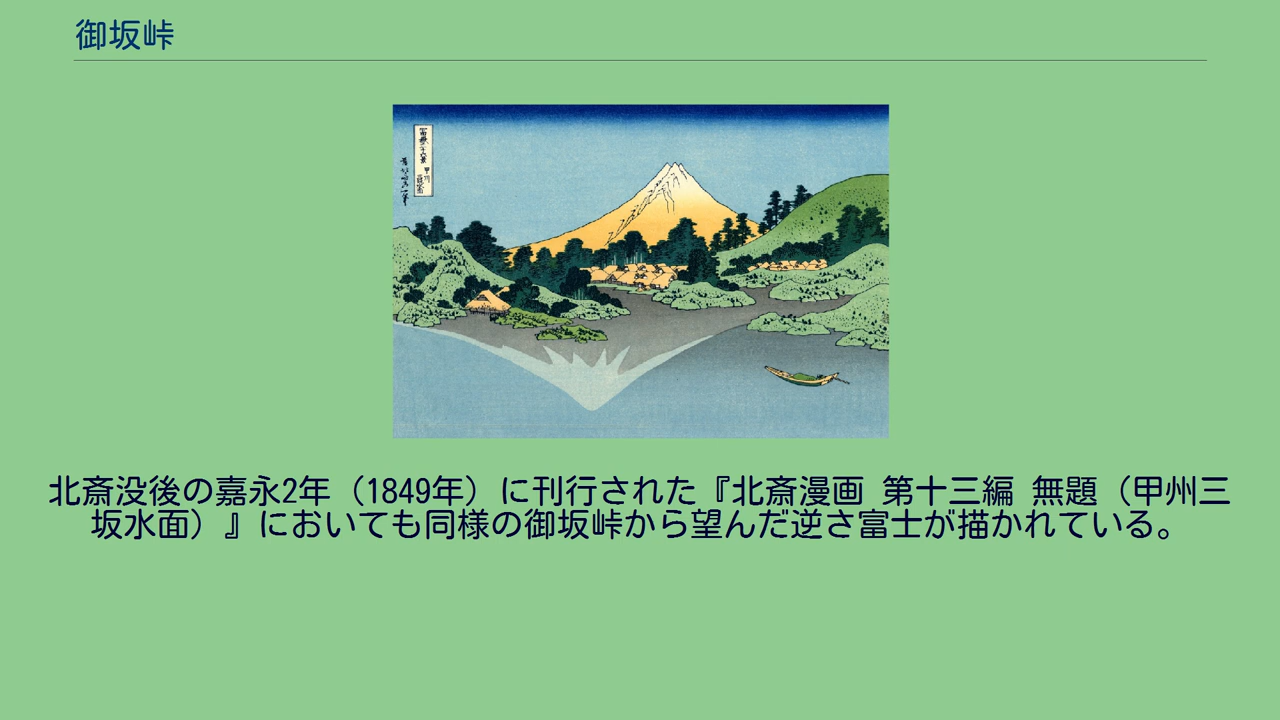 御坂峠
北斎没後の嘉永2年（1849年）に刊行された『北斎漫画 第十三編 無題（甲州三
坂水面）』においても同様の御坂峠から望んだ逆さ富士が描かれている。